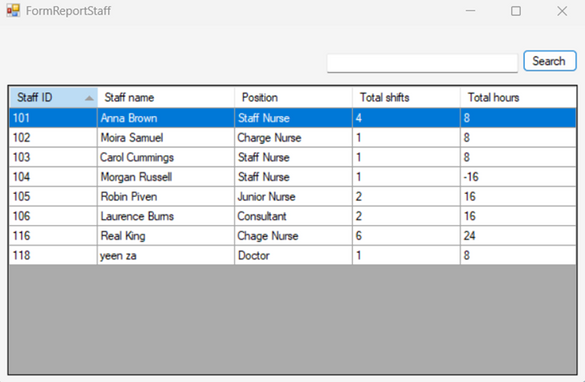 FormReportStaff
Search
Staff ID Staff name Position Total shifts Total hours
101 Anna Brown Staff Nurse 4 8
102 Moira Samuel Charge Nurse 1 8
103 Carol Cummings Staff Nurse 1 8
104 Morgan Russell Staff Nurse 1 -16
105 Robin Piven Junior Nurse 2 16
106 Laurence Burns Consultant 2 16
116 Real King Chage Nurse 6 24
118 yeen za Doctor 1 8